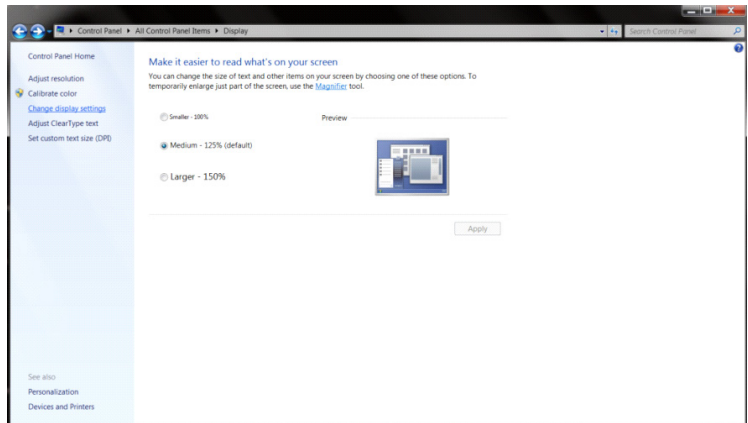 Control Panel ▸ All Control Panel Items ▸ Display
Search Control Panel
Control Panel Home
Adjust resolution
Calibrate color
Change display settings
Adjust ClearType text
Set custom text size (DPI)
See also
Personalization
Devices and Printers
Make it easier to read what's on your screen
You can change the size of text and other items on your screen by choosing one of these options. To
temporarily enlarge just part of the screen, use the Magnifier tool.
Smaller - 100%
Preview
Medium - 125% (default)
Larger - 150%
Apply